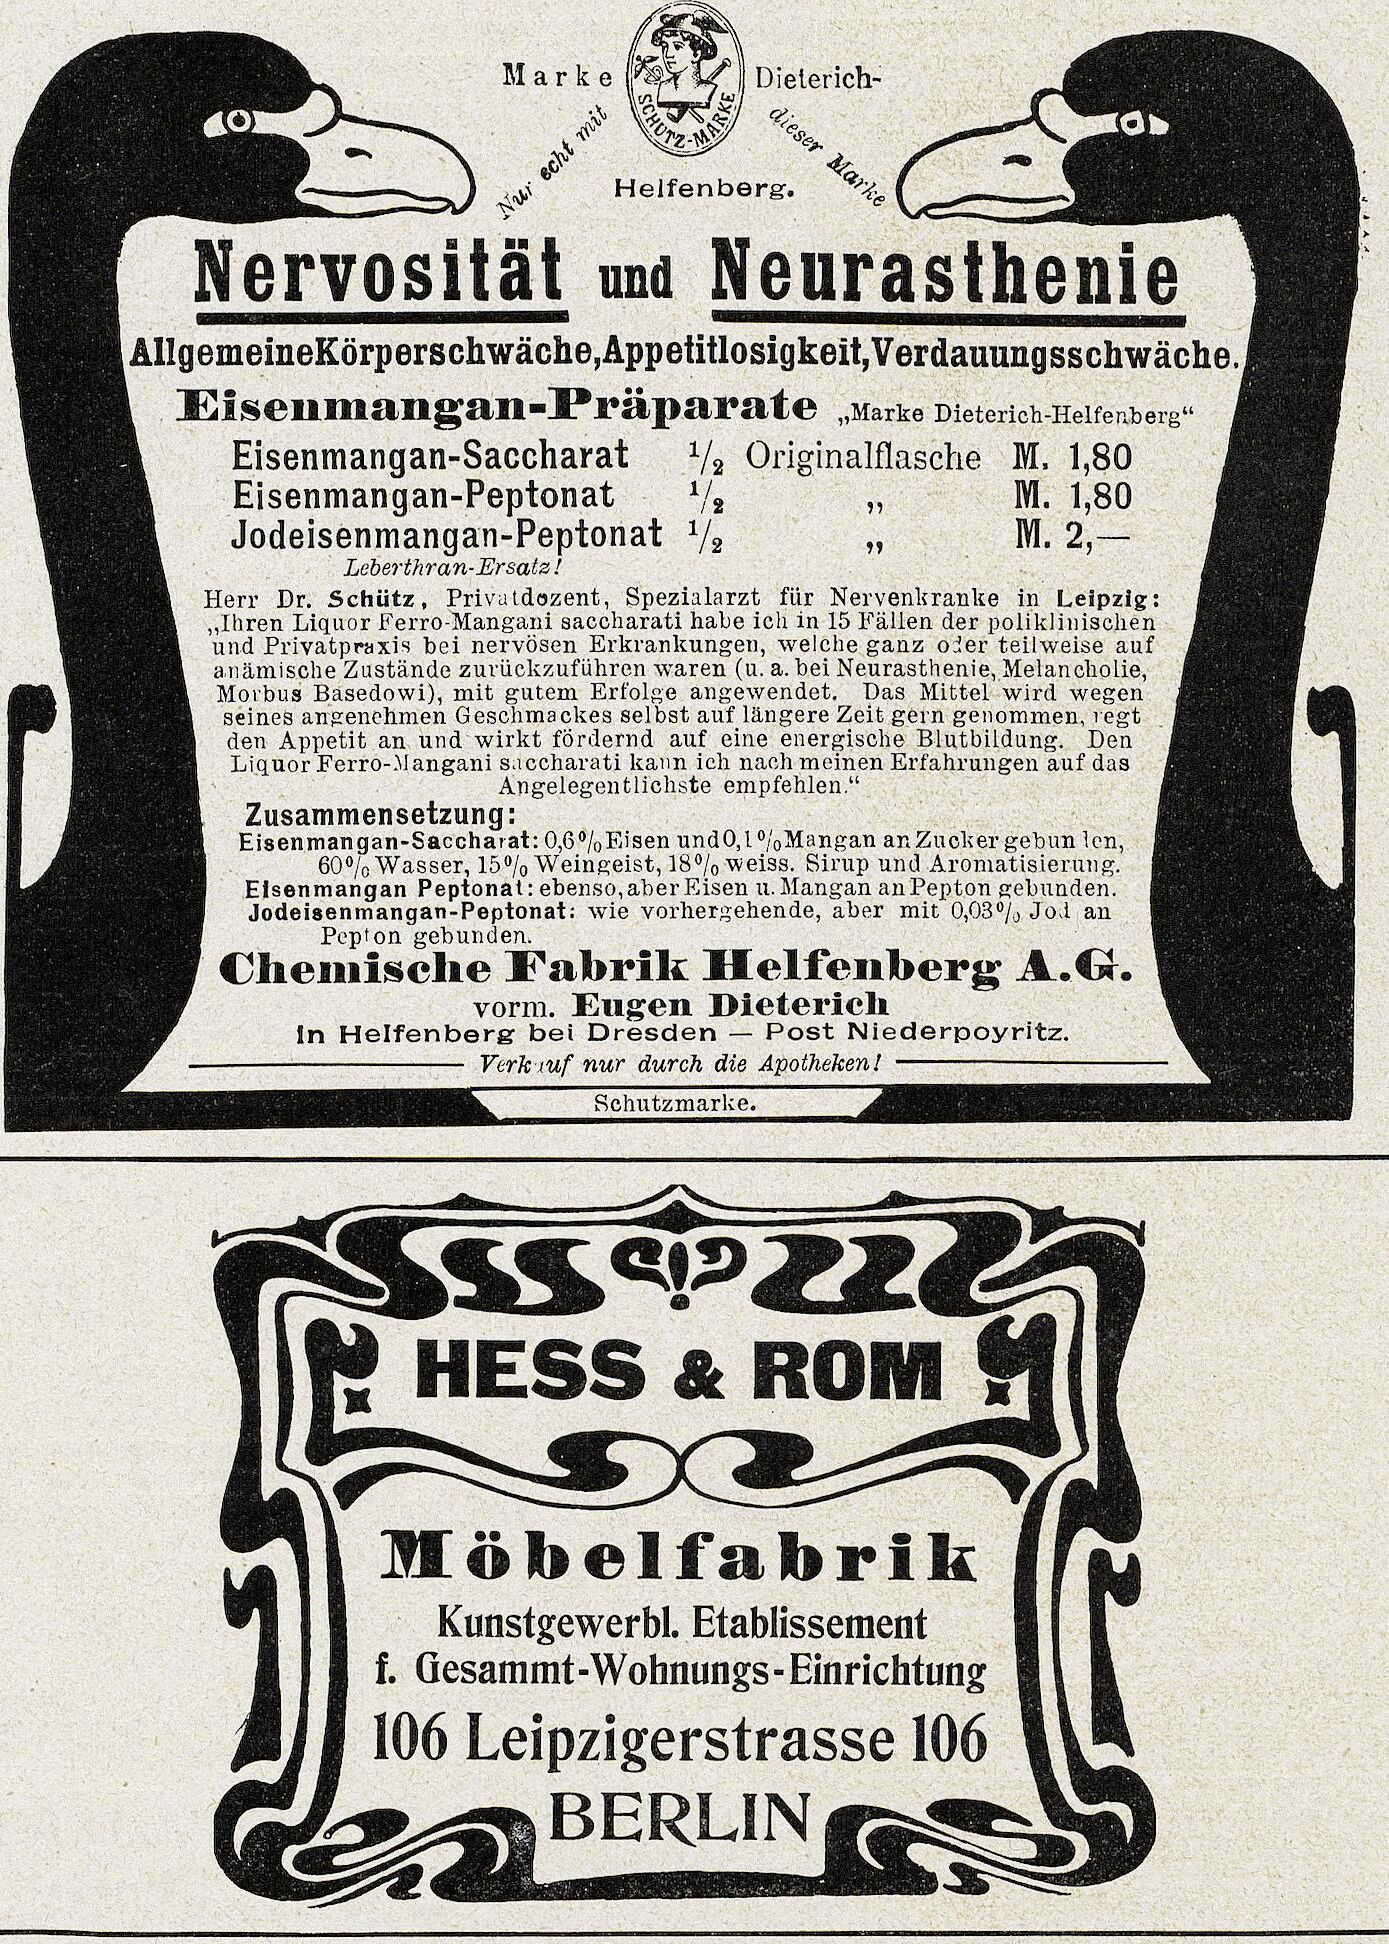 Marke Dieterich-
SCHUTZ-MARKE
Nur echt mit dieser Marke
Helfenberg.
Nervosität und Neurasthenie
Allgemeine Körperschwäche, Appetitlosigkeit, Verdauungsschwäche.
Eisenmangan-Präparate „Marke Dieterich-Helfenberg“
Eisenmangan-Saccharat 1/2 Originalflasche M. 1,80
Eisenmangan-Peptonat 1/2 „ M. 1,80
Jodeisenmangan-Peptonat 1/2 „ M. 2,—
Leberthran-Ersatz!
Herr Dr. Schütz, Privatdozent, Spezialarzt für Nervenkranke in Leipzig:
„Ihren Liquor Ferro-Mangani saccharati habe ich in 15 Fällen der poliklinischen
und Privatpraxis bei nervösen Erkrankungen, welche ganz oder teilweise auf
anämische Zustände zurückzuführen waren (u. a. bei Neurasthenie, Melancholie,
Morbus Basedowi), mit gutem Erfolge angewendet. Das Mittel wird wegen
seines angenehmen Geschmackes selbst auf längere Zeit gern genommen, regt
den Appetit an und wirkt fördernd auf eine energische Blutbildung. Den
Liquor Ferro-Mangani saccharati kann ich nach meinen Erfahrungen auf das
Angelegentlichste empfehlen.“
Zusammensetzung:
Eisenmangan-Saccharat: 0,6% Eisen und 0,1% Mangan an Zucker gebunden,
60% Wasser, 15% Weingeist, 18% weiss. Sirup und Aromatisierung.
Eisenmangan Peptonat: ebenso, aber Eisen u. Mangan an Pepton gebunden.
Jodeisenmangan-Peptonat: wie vorhergehende, aber mit 0,03% Jod an
Pepton gebunden.
Chemische Fabrik Helfenberg A.G.
vorm. Eugen Dieterich
in Helfenberg bei Dresden — Post Niederpoyritz.
Verkauf nur durch die Apotheken!
Schutzmarke.
HESS & ROM
Möbelfabrik
Kunstgewerbl. Etablissement
f. Gesammt-Wohnungs-Einrichtung
106 Leipzigerstrasse 106
BERLIN